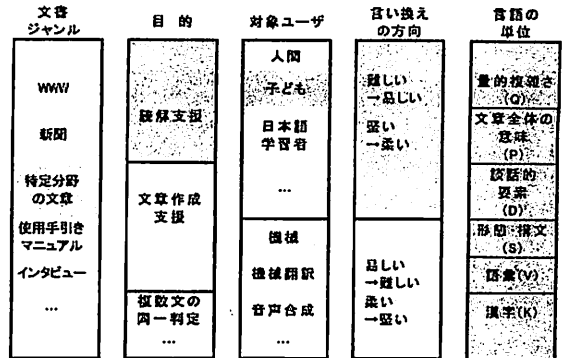 文書
ジャンル
WWW
新聞
特定分野
の文章
使用手引き
マニュアル
インタビュー
…
目的
読解支援
文章作成
支援
複数文の
同一判定
…
対象ユーザ
人間
子ども
日本語
学習者
…
機械
機械翻訳
音声合成
…
言い換え
の方向
難しい
→易しい
堅い
→柔い
易しい
→難しい
柔い
→堅い
言語の
単位
量的複雑さ
(Q)
文章全体の
意味
(P)
談話的
要素
(D)
形態・構文
(S)
語彙(V)
漢字(K)